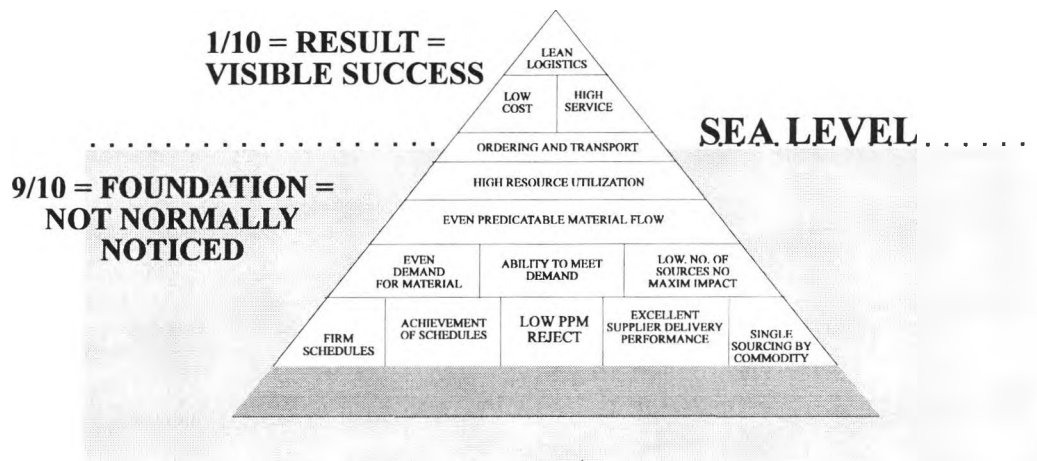 1/10 = RESULT =
VISIBLE SUCCESS
LEAN
LOGISTICS
LOW
COST
HIGH
SERVICE
SEA LEVEL
ORDERING AND TRANSPORT
9/10 = FOUNDATION =
NOT NORMALLY
NOTICED
HIGH RESOURCE UTILIZATION
EVEN PREDICATABLE MATERIAL FLOW
EVEN
DEMAND
FOR MATERIAL
ABILITY TO MEET
DEMAND
LOW. NO. OF
SOURCES NO
MAXIM IMPACT
FIRM
SCHEDULES
ACHIEVEMENT
OF SCHEDULES
LOW PPM
REJECT
EXCELLENT
SUPPLIER DELIVERY
PERFORMANCE
SINGLE
SOURCING BY
COMMODITY